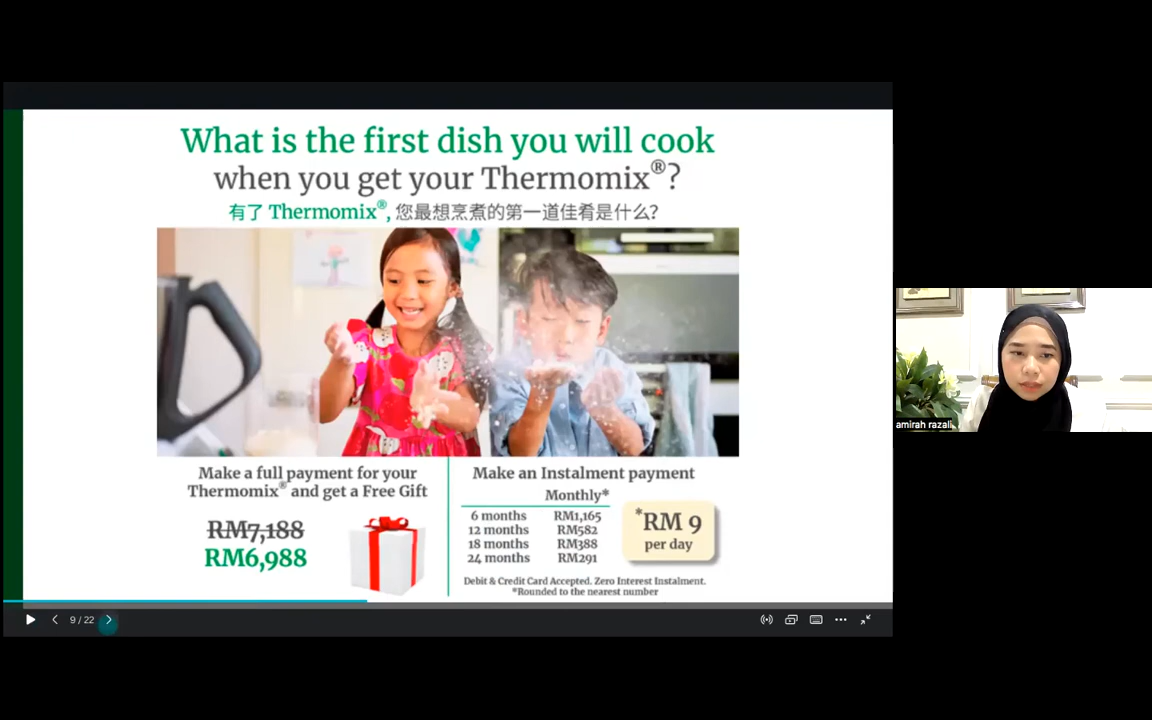 What is the first dish you will cook
when you get your Thermomix®?
有了 Thermomix®, 您最想烹煮的第一道佳肴是什么?
Make a full payment for your
Thermomix® and get a Free Gift
RM7,188
RM6,988
Make an Instalment payment
Monthly*
6 months RM1,165
12 months RM582
18 months RM388
24 months RM291
*RM 9
per day
Debit & Credit Card Accepted. Zero Interest Instalment.
*Rounded to the nearest number
9 / 22
amirah razali